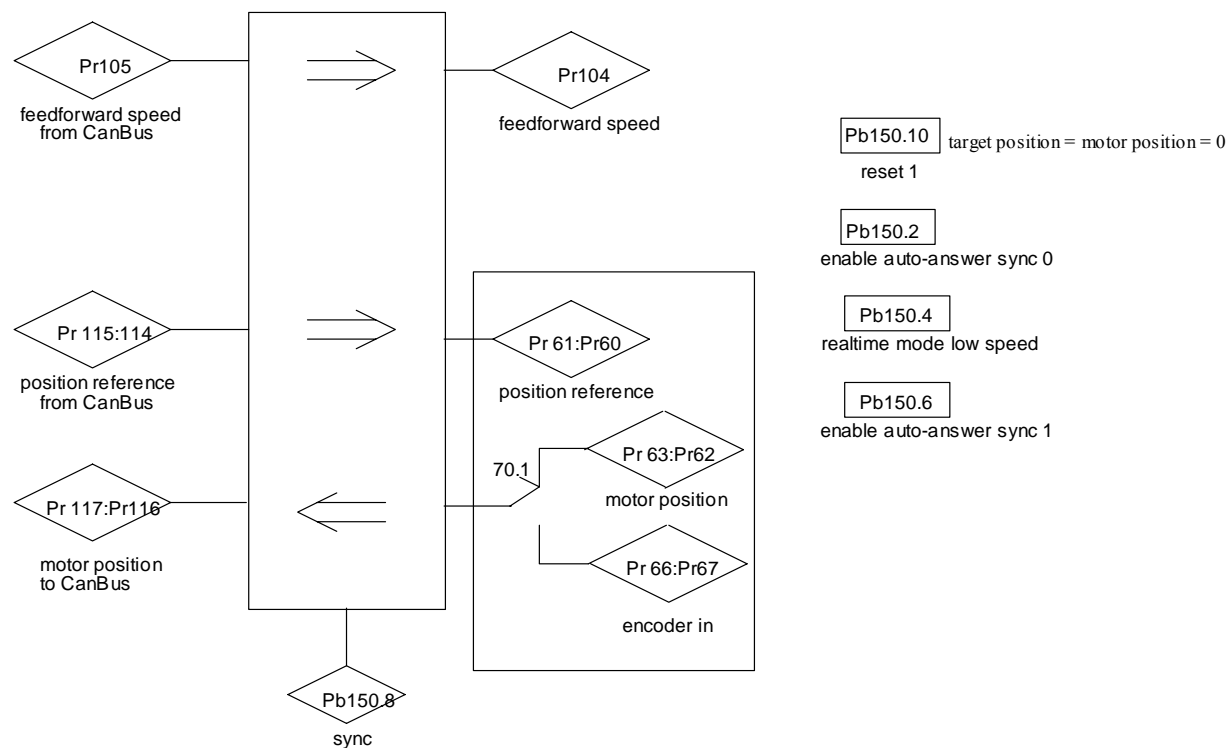 Pr105
feedforward speed
from CanBus
Pr104
feedforward speed
Pb150.10 target position = motor position = 0
reset 1
Pb150.2
enable auto-answer sync 0
Pr 115:114
position reference
from CanBus
Pr 61:Pr60
position reference
Pb150.4
realtime mode low speed
Pb150.6
enable auto-answer sync 1
70.1
Pr 63:Pr62
motor position
Pr 117:Pr116
motor position
to CanBus
Pr 66:Pr67
encoder in
Pb150.8
sync